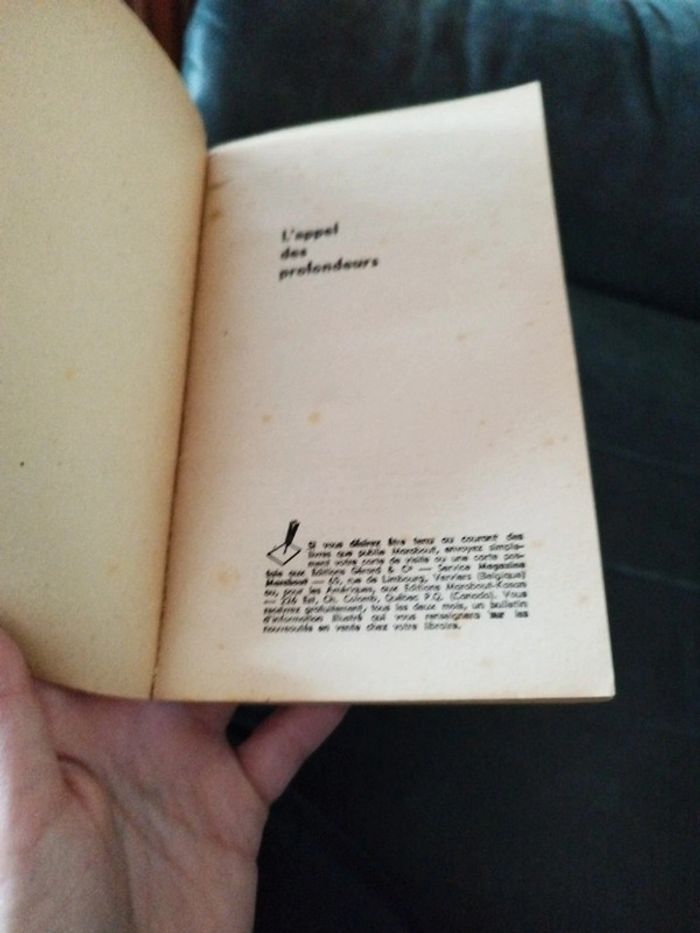 L'appel
des
profondeurs
Si vous désirez être tenu au courant des
livres que publie Marabout, envoyez simple-
ment votre carte de visite ou une carte pos-
tale aux Editions Gérard & C° — Service Magazine
Marabout — 65, rue de Limbourg, Verviers (Belgique)
ou, pour les Amériques, aux Editions Marabout-Kasan
— 226 Est, Ch. Colomb, Québec P.Q. (Canada). Vous
recevrez gratuitement, tous les deux mois, un bulletin
d'information illustré qui vous renseignera sur les
nouveautés en vente chez votre libraire.